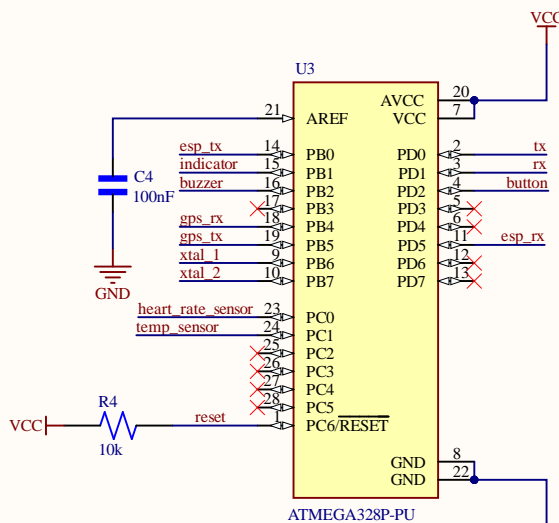 VCC
U3
21 AREF
AVCC 20
VCC 7
C4
100nF
GND
esp_tx 14 PB0
indicator 15 PB1
buzzer 16 PB2
17 PB3
gps_rx 18 PB4
gps_tx 19 PB5
xtal_1 9 PB6
xtal_2 10 PB7
PD0 2 tx
PD1 3 rx
PD2 4 button
PD3 5
PD4 6
PD5 11 esp_rx
PD6 12
PD7 13
heart_rate_sensor 23 PC0
temp_sensor 24 PC1
25 PC2
26 PC3
27 PC4
28 PC5
VCC
R4
10k
reset 1 PC6/RESET
GND 8
GND 22
ATMEGA328P-PU